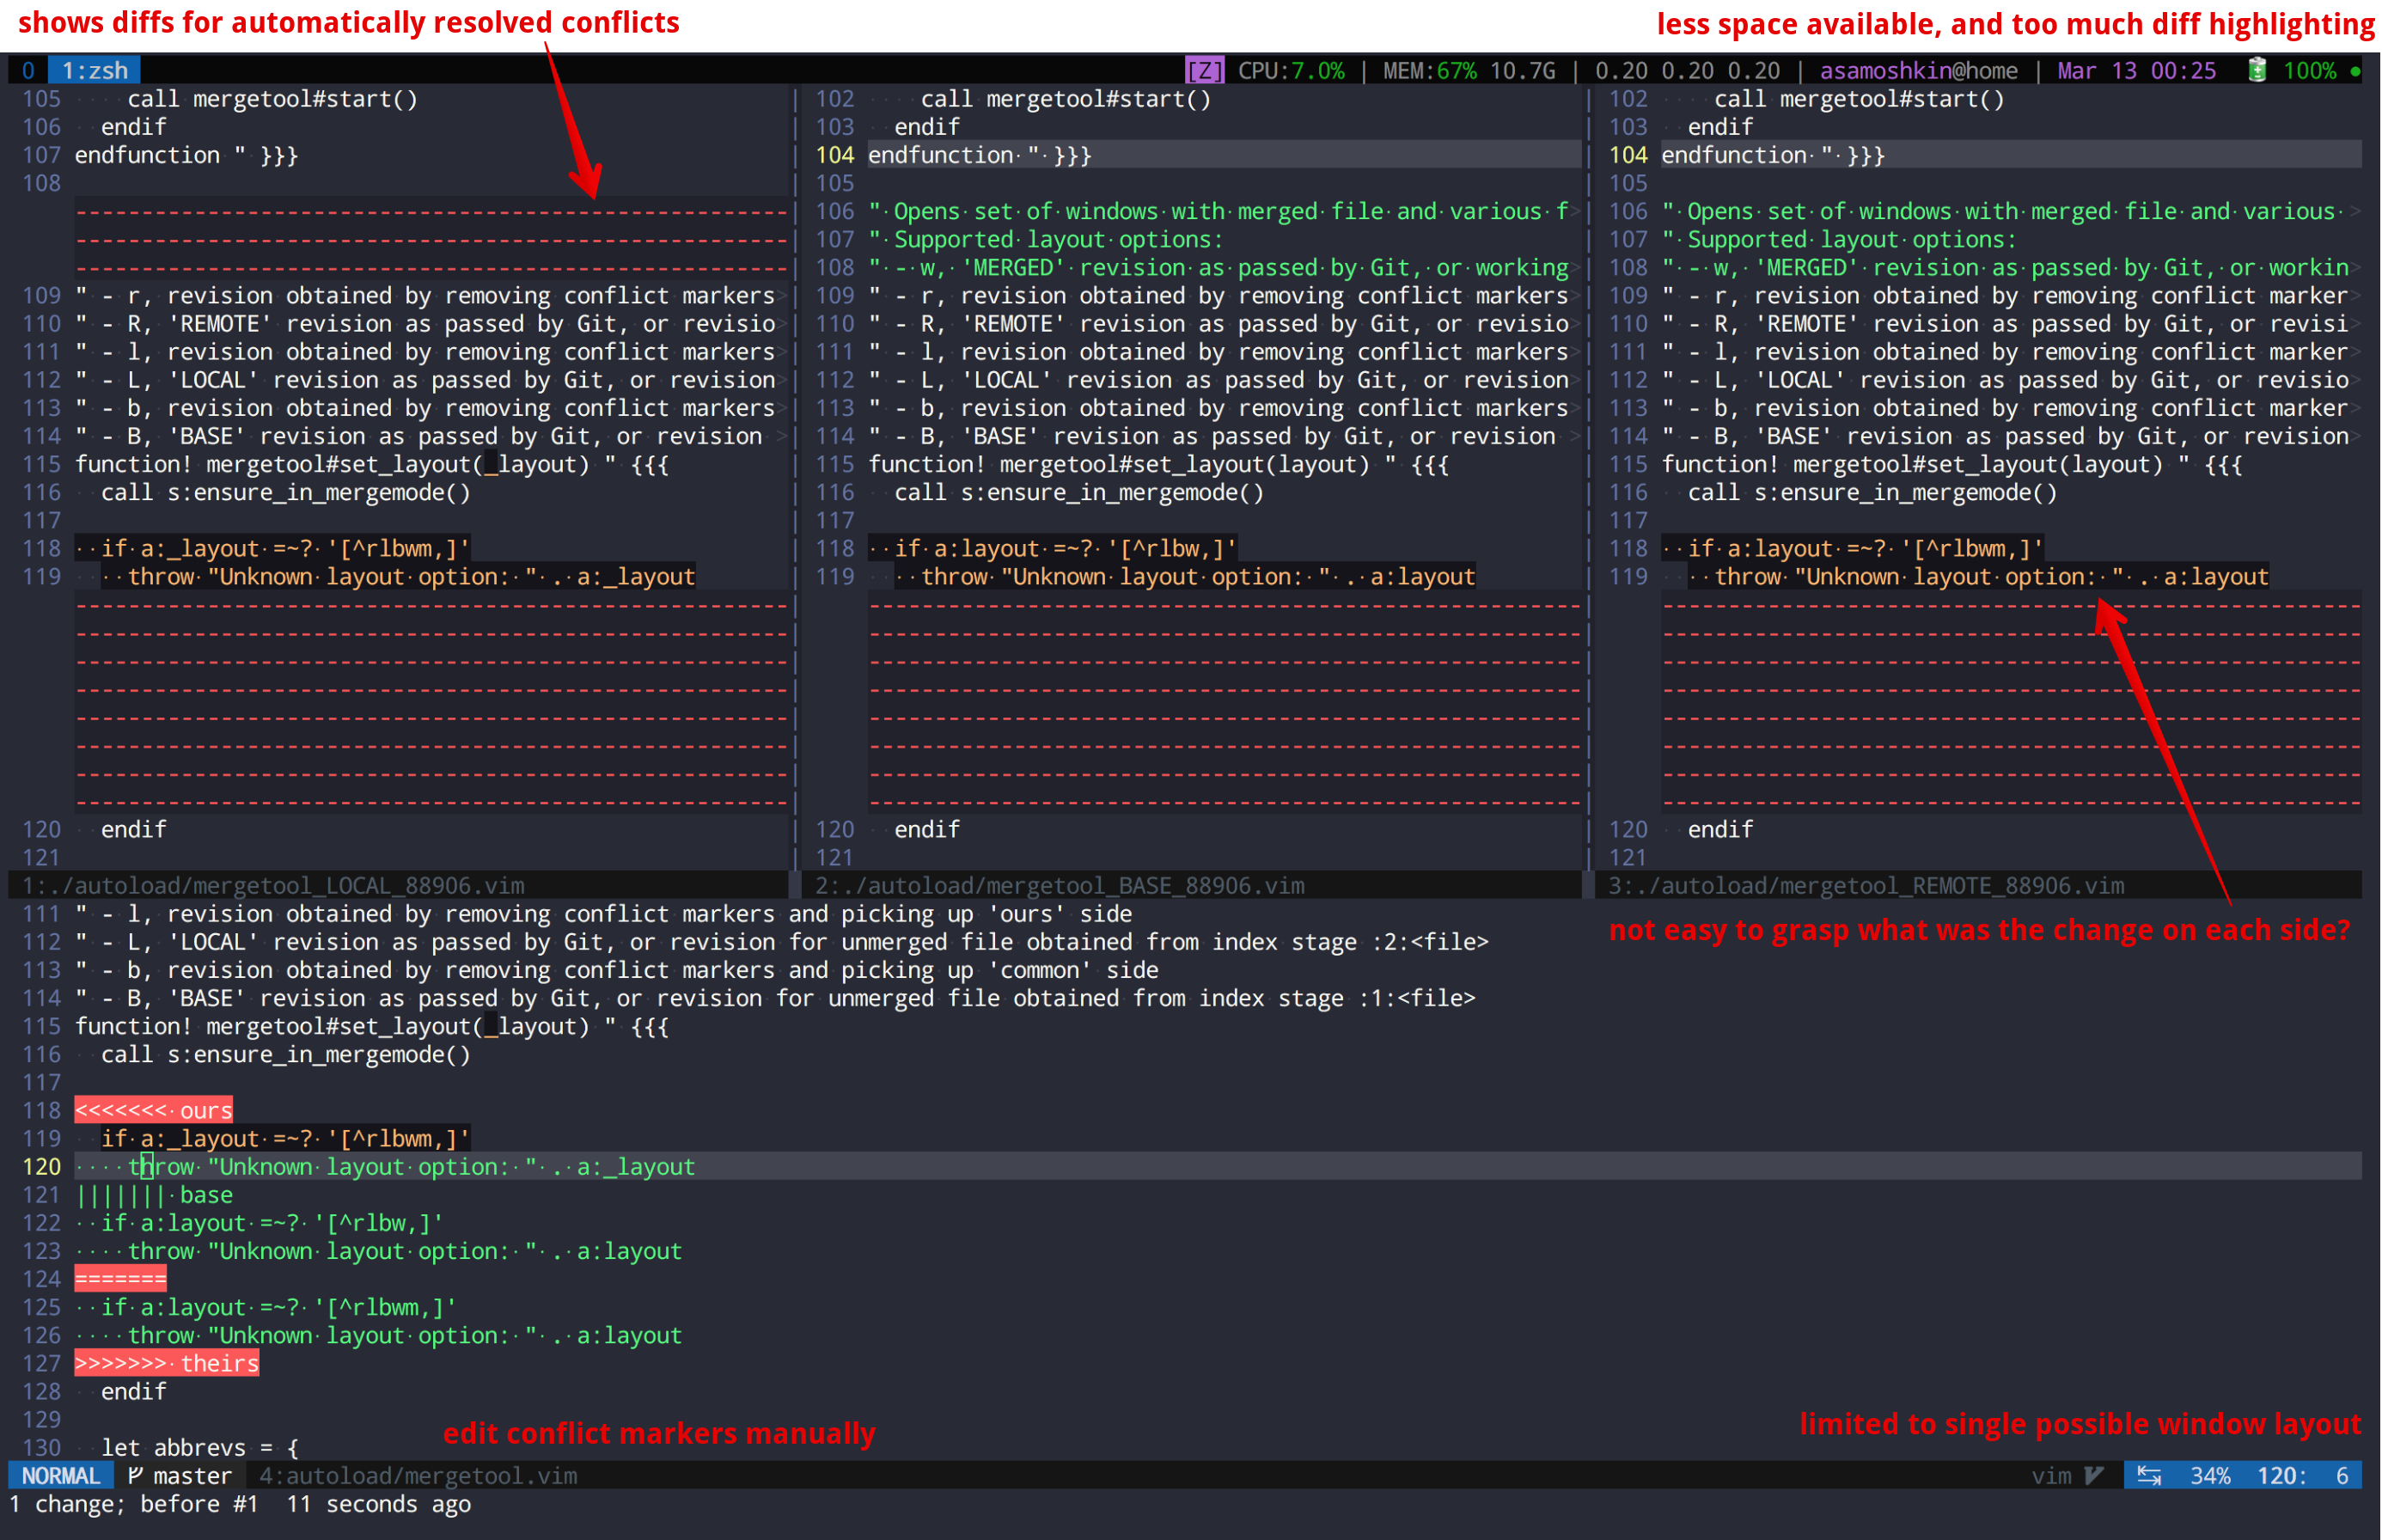 shows diffs for automatically resolved conflicts
less space available, and too much diff highlighting
0 1:zsh [Z] CPU:7.0% | MEM:67% 10.7G | 0.20 0.20 0.20 | asamoshkin@home | Mar 13 00:25 100%
105 call mergetool#start()
106 endif
107 endfunction " }}}
108
109 " - r, revision obtained by removing conflict markers>
110 " - R, 'REMOTE' revision as passed by Git, or revisio>
111 " - l, revision obtained by removing conflict markers>
112 " - L, 'LOCAL' revision as passed by Git, or revision>
113 " - b, revision obtained by removing conflict markers>
114 " - B, 'BASE' revision as passed by Git, or revision >
115 function! mergetool#set_layout(_layout) " {{{
116 call s:ensure_in_mergemode()
117
118 ··if·a:_layout =~? '[^rlbwm,]'
119 ··throw·"Unknown·layout·option:·"·.·a:_layout
120 endif
121
1:./autoload/mergetool_LOCAL_88906.vim
102 call mergetool#start()
103 endif
104 endfunction·"·}}}
105
106 "·Opens·set·of·windows·with·merged·file·and·various·f>
107 "·Supported·layout·options:
108 "·-·w,·'MERGED'·revision·as·passed·by·Git,·or·working>
109 " - r, revision obtained by removing conflict markers>
110 " - R, 'REMOTE' revision as passed by Git, or revisio>
111 " - l, revision obtained by removing conflict markers>
112 " - L, 'LOCAL' revision as passed by Git, or revision>
113 " - b, revision obtained by removing conflict markers>
114 " - B, 'BASE' revision as passed by Git, or revision >
115 function! mergetool#set_layout(layout) " {{{
116 call s:ensure_in_mergemode()
117
118 ··if·a:layout =~? '[^rlbw,]'
119 ··throw·"Unknown·layout·option:·"·.·a:layout
120 endif
121
2:./autoload/mergetool_BASE_88906.vim
102 call mergetool#start()
103 endif
104 endfunction·"·}}}
105
106 "·Opens·set·of·windows·with·merged·file·and·various·>
107 "·Supported·layout·options:
108 "·-·w,·'MERGED'·revision·as·passed·by·Git,·or·workin>
109 " - r, revision obtained by removing conflict marker>
110 " - R, 'REMOTE' revision as passed by Git, or revisi>
111 " - l, revision obtained by removing conflict marker>
112 " - L, 'LOCAL' revision as passed by Git, or revisio>
113 " - b, revision obtained by removing conflict marker>
114 " - B, 'BASE' revision as passed by Git, or revision>
115 function! mergetool#set_layout(layout) " {{{
116 call s:ensure_in_mergemode()
117
118 ··if·a:layout =~? '[^rlbwm,]'
119 ··throw·"Unknown·layout·option:·"·.·a:layout
120 endif
121
3:./autoload/mergetool_REMOTE_88906.vim
not easy to grasp what was the change on each side?
111 " - l, revision obtained by removing conflict markers and picking up 'ours' side
112 " - L, 'LOCAL' revision as passed by Git, or revision for unmerged file obtained from index stage :2:<file>
113 " - b, revision obtained by removing conflict markers and picking up 'common' side
114 " - B, 'BASE' revision as passed by Git, or revision for unmerged file obtained from index stage :1:<file>
115 function! mergetool#set_layout(_layout) " {{{
116 call s:ensure_in_mergemode()
117
118 <<<<<<<·ours
119 if·a:_layout =~? '[^rlbwm,]'
120 ····throw·"Unknown·layout·option:·"·.·a:_layout
121 |||||||·base
122 ··if·a:layout·=~?·'[^rlbw,]'
123 ····throw·"Unknown·layout·option:·"·.·a:layout
124 =======
125 ··if·a:layout·=~?·'[^rlbwm,]'
126 ····throw·"Unknown·layout·option:·"·.·a:layout
127 >>>>>>>·theirs
128 endif
129
130 let abbrevs = {
edit conflict markers manually
limited to single possible window layout
NORMAL master 4:autoload/mergetool.vim vim 34% 120: 6
1 change; before #1 11 seconds ago